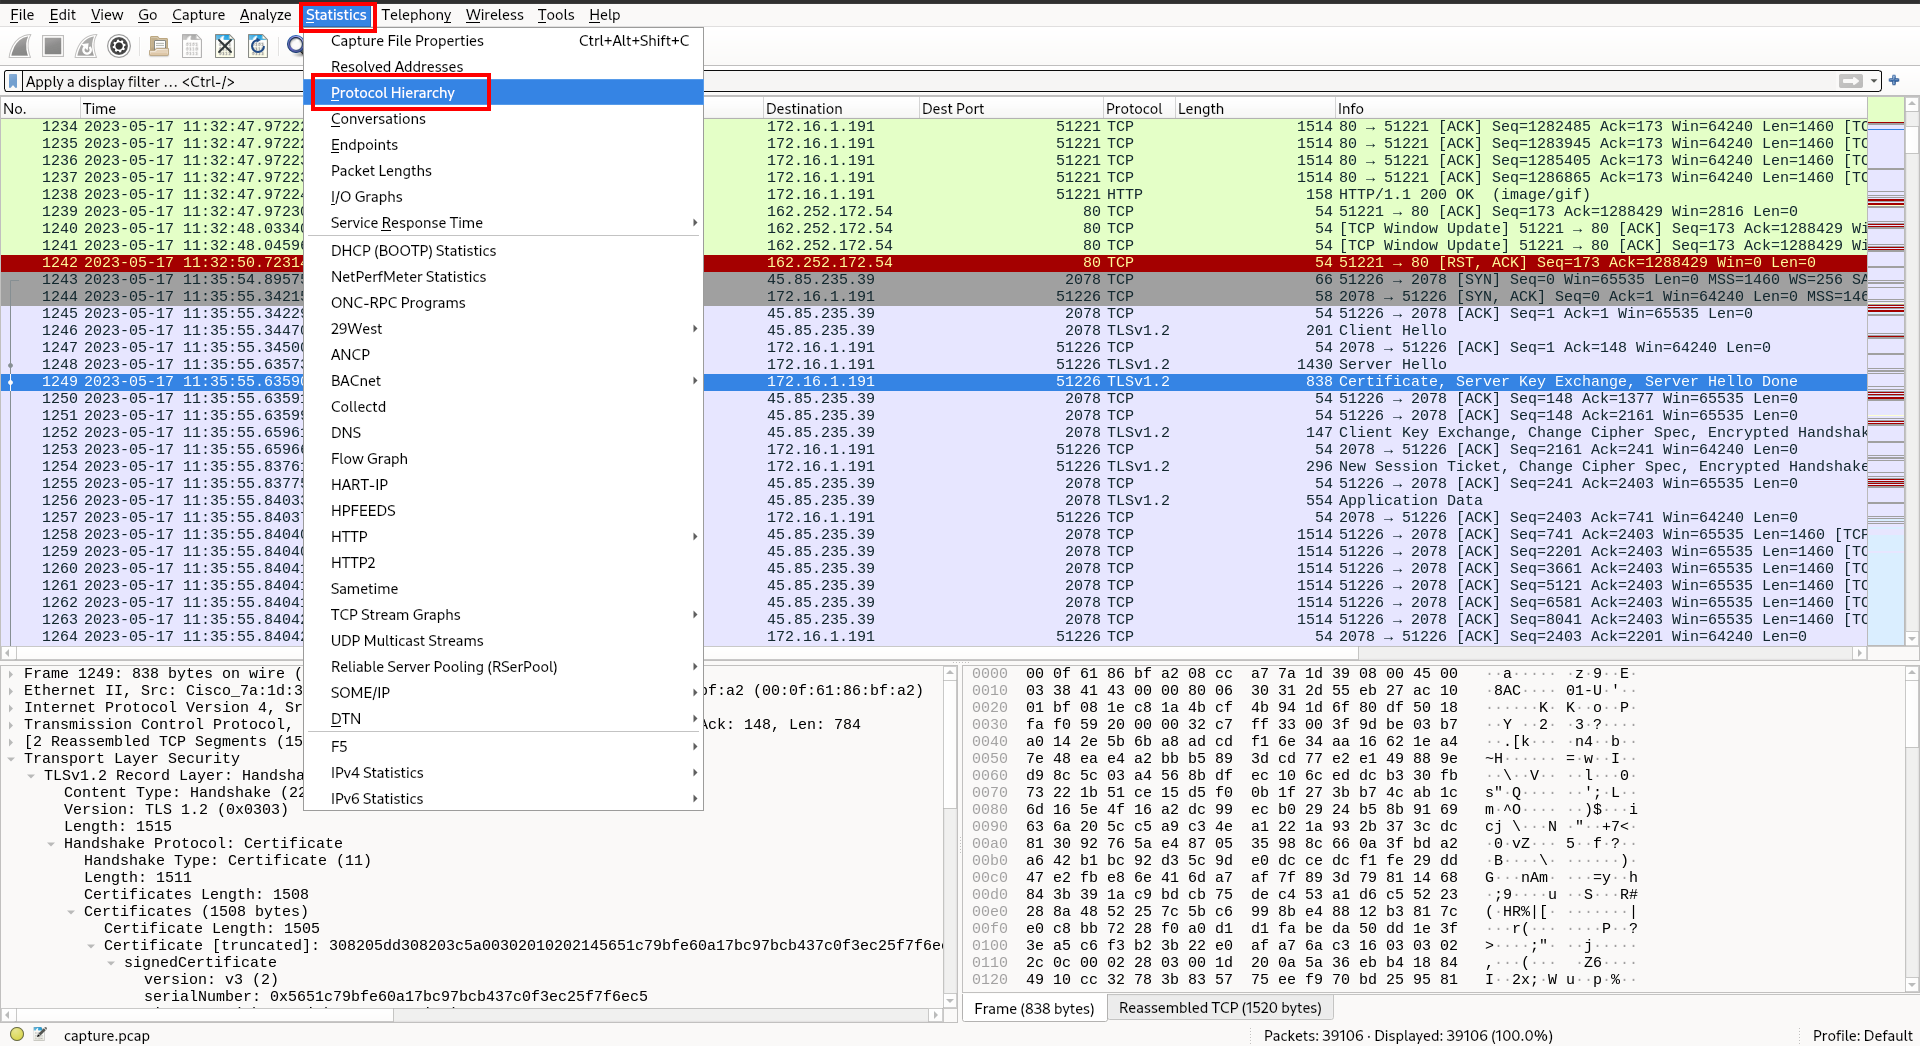 File Edit View Go Capture Analyze Statistics Telephony Wireless Tools Help
Capture File Properties Ctrl+Alt+Shift+C
Resolved Addresses
Protocol Hierarchy
Conversations
Endpoints
Packet Lengths
I/O Graphs
Service Response Time
DHCP (BOOTP) Statistics
NetPerfMeter Statistics
ONC-RPC Programs
29West
ANCP
BACnet
Collectd
DNS
Flow Graph
HART-IP
HPFEEDS
HTTP
HTTP2
Sametime
TCP Stream Graphs
UDP Multicast Streams
Reliable Server Pooling (RSerPool)
SOME/IP
DTN
F5
IPv4 Statistics
IPv6 Statistics
Apply a display filter … <Ctrl-/>
No. Time Destination Dest Port Protocol Length Info
1234 2023-05-17 11:32:47.9722 172.16.1.191 51221 TCP 1514 80 → 51221 [ACK] Seq=1282485 Ack=173 Win=64240 Len=1460 [TC
1235 2023-05-17 11:32:47.9722 172.16.1.191 51221 TCP 1514 80 → 51221 [ACK] Seq=1283945 Ack=173 Win=64240 Len=1460 [TC
1236 2023-05-17 11:32:47.9722 172.16.1.191 51221 TCP 1514 80 → 51221 [ACK] Seq=1285405 Ack=173 Win=64240 Len=1460 [TC
1237 2023-05-17 11:32:47.9722 172.16.1.191 51221 TCP 1514 80 → 51221 [ACK] Seq=1286865 Ack=173 Win=64240 Len=1460 [TC
1238 2023-05-17 11:32:47.9722 172.16.1.191 51221 HTTP 158 HTTP/1.1 200 OK (image/gif)
1239 2023-05-17 11:32:47.9723 162.252.172.54 80 TCP 54 51221 → 80 [ACK] Seq=173 Ack=1288429 Win=2816 Len=0
1240 2023-05-17 11:32:48.0334 162.252.172.54 80 TCP 54 [TCP Window Update] 51221 → 80 [ACK] Seq=173 Ack=1288429 Wi
1241 2023-05-17 11:32:48.0459 162.252.172.54 80 TCP 54 [TCP Window Update] 51221 → 80 [ACK] Seq=173 Ack=1288429 Wi
1242 2023-05-17 11:32:50.7231 162.252.172.54 80 TCP 54 51221 → 80 [RST, ACK] Seq=173 Ack=1288429 Win=0 Len=0
1243 2023-05-17 11:35:54.8957 45.85.235.39 2078 TCP 66 51226 → 2078 [SYN] Seq=0 Win=65535 Len=0 MSS=1460 WS=256 SA
1244 2023-05-17 11:35:55.3421 172.16.1.191 51226 TCP 58 2078 → 51226 [SYN, ACK] Seq=0 Ack=1 Win=64240 Len=0 MSS=146
1245 2023-05-17 11:35:55.3422 45.85.235.39 2078 TCP 54 51226 → 2078 [ACK] Seq=1 Ack=1 Win=65535 Len=0
1246 2023-05-17 11:35:55.3447 45.85.235.39 2078 TLSv1.2 201 Client Hello
1247 2023-05-17 11:35:55.3450 172.16.1.191 51226 TCP 54 2078 → 51226 [ACK] Seq=1 Ack=148 Win=64240 Len=0
1248 2023-05-17 11:35:55.6357 172.16.1.191 51226 TLSv1.2 1430 Server Hello
1249 2023-05-17 11:35:55.6359 172.16.1.191 51226 TLSv1.2 838 Certificate, Server Key Exchange, Server Hello Done
1250 2023-05-17 11:35:55.6359 45.85.235.39 2078 TCP 54 51226 → 2078 [ACK] Seq=148 Ack=1377 Win=65535 Len=0
1251 2023-05-17 11:35:55.6359 45.85.235.39 2078 TCP 54 51226 → 2078 [ACK] Seq=148 Ack=2161 Win=65535 Len=0
1252 2023-05-17 11:35:55.6596 45.85.235.39 2078 TLSv1.2 147 Client Key Exchange, Change Cipher Spec, Encrypted Handshak
1253 2023-05-17 11:35:55.6596 172.16.1.191 51226 TCP 54 2078 → 51226 [ACK] Seq=2161 Ack=241 Win=64240 Len=0
1254 2023-05-17 11:35:55.8376 172.16.1.191 51226 TLSv1.2 296 New Session Ticket, Change Cipher Spec, Encrypted Handshake
1255 2023-05-17 11:35:55.8377 45.85.235.39 2078 TCP 54 51226 → 2078 [ACK] Seq=241 Ack=2403 Win=65535 Len=0
1256 2023-05-17 11:35:55.8403 45.85.235.39 2078 TLSv1.2 554 Application Data
1257 2023-05-17 11:35:55.8403 172.16.1.191 51226 TCP 54 2078 → 51226 [ACK] Seq=2403 Ack=741 Win=64240 Len=0
1258 2023-05-17 11:35:55.8404 45.85.235.39 2078 TCP 1514 51226 → 2078 [ACK] Seq=741 Ack=2403 Win=65535 Len=1460 [TCP
1259 2023-05-17 11:35:55.8404 45.85.235.39 2078 TCP 1514 51226 → 2078 [ACK] Seq=2201 Ack=2403 Win=65535 Len=1460 [TC
1260 2023-05-17 11:35:55.8404 45.85.235.39 2078 TCP 1514 51226 → 2078 [ACK] Seq=3661 Ack=2403 Win=65535 Len=1460 [TC
1261 2023-05-17 11:35:55.8404 45.85.235.39 2078 TCP 1514 51226 → 2078 [ACK] Seq=5121 Ack=2403 Win=65535 Len=1460 [TC
1262 2023-05-17 11:35:55.8404 45.85.235.39 2078 TCP 1514 51226 → 2078 [ACK] Seq=6581 Ack=2403 Win=65535 Len=1460 [TC
1263 2023-05-17 11:35:55.8404 45.85.235.39 2078 TCP 1514 51226 → 2078 [ACK] Seq=8041 Ack=2403 Win=65535 Len=1460 [TC
1264 2023-05-17 11:35:55.8404 172.16.1.191 51226 TCP 54 2078 → 51226 [ACK] Seq=2403 Ack=2201 Win=64240 Len=0
Frame 1249: 838 bytes on wire (
Ethernet II, Src: Cisco_7a:1d:3 bf:a2 (00:0f:61:86:bf:a2)
Internet Protocol Version 4, Sr
Transmission Control Protocol, Ack: 148, Len: 784
[2 Reassembled TCP Segments (15
Transport Layer Security
TLSv1.2 Record Layer: Handsha
Content Type: Handshake (22
Version: TLS 1.2 (0x0303)
Length: 1515
Handshake Protocol: Certificate
Handshake Type: Certificate (11)
Length: 1511
Certificates Length: 1508
Certificates (1508 bytes)
Certificate Length: 1505
Certificate [truncated]: 308205dd308203c5a00302010202145651c79bfe60a17bc97bcb437c0f3ec25f7f6e
signedCertificate
version: v3 (2)
serialNumber: 0x5651c79bfe60a17bc97bcb437c0f3ec25f7f6ec5
0000 00 0f 61 86 bf a2 08 cc a7 7a 1d 39 08 00 45 00 ··a····· ·z·9··E·
0010 03 38 41 43 00 00 80 06 30 31 2d 55 eb 27 ac 10 ·8AC···· 01-U·'··
0020 01 bf 08 1e c8 1a 4b cf 4b 94 1d 6f 80 df 50 18 ······K· K··o··P·
0030 fa f0 59 20 00 00 32 c7 ff 33 00 3f 9d be 03 b7 ··Y ··2· ·3·?····
0040 a0 14 2e 5b 6b a8 ad cd f1 6e 34 aa 16 62 1e a4 ··.[k··· ·n4··b··
0050 7e 48 ea e4 a2 bb b5 89 3d cd 77 e2 e1 49 88 9e ~H······ =·w··I··
0060 d9 8c 5c 03 a4 56 8b df ec 10 6c ed dc b3 30 fb ··\··V·· ··l···0·
0070 73 22 1b 51 ce 15 d5 f0 0b 1f 27 3b b7 4c ab 1c s"·Q···· ··';·L··
0080 6d 16 5e 4f 16 a2 dc 99 ec b0 29 24 b5 8b 91 69 m·^O···· ··)$···i
0090 63 6a 20 5c c5 a9 c3 4e a1 22 1a 93 2b 37 3c dc cj \···N ·"··+7<·
00a0 81 30 92 76 5a e4 87 05 35 98 8c 66 0a 3f bd a2 ·0·vZ··· 5··f·?··
00b0 a6 42 b1 bc 92 d3 5c 9d e0 dc ce dc f1 fe 29 dd ·B····\· ······)·
00c0 47 e2 fb e8 6e 41 6d a7 af 7f 89 3d 79 81 14 68 G···nAm· ···=y··h
00d0 84 3b 39 1a c9 bd cb 75 de c4 53 a1 d6 c5 52 23 ·;9····u ··S···R#
00e0 28 8a 48 52 25 7c 5b c6 99 8b e4 88 12 b3 81 7c (·HR%|[· ·······|
00f0 e0 c8 bb 72 28 f0 a0 d1 d1 fa be da 50 dd 1e 3f ···r(··· ····P··?
0100 3e a5 c6 f3 b2 3b 22 e0 af a7 6a c3 16 03 03 02 >····;"· ··j·····
0110 2c 0c 00 02 28 03 00 1d 20 0a 5a 36 eb b4 18 84 ,···(··· ·Z6····
0120 49 10 cc 32 78 3b 83 57 75 ee f9 70 bd 25 95 81 I··2x;·W u··p·%··
Frame (838 bytes) Reassembled TCP (1520 bytes)
capture.pcap Packets: 39106 · Displayed: 39106 (100.0%) Profile: Default